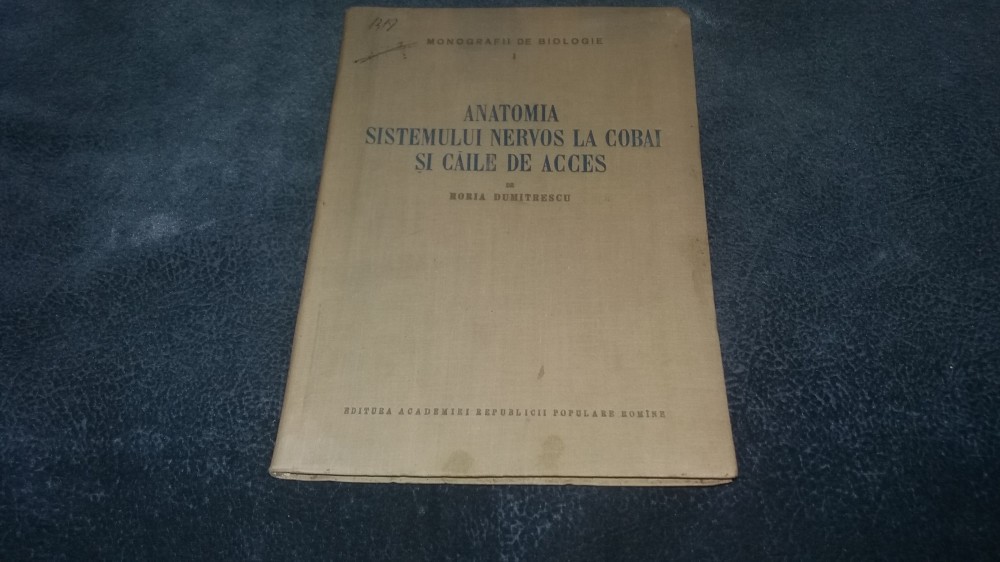 MONOGRAFII DE BIOLOGIE
I
ANATOMIA
SISTEMULUI NERVOS LA COBAI
ȘI CĂILE DE ACCES
DE
HORIA DUMITRESCU
EDITURA ACADEMIEI REPUBLICII POPULARE ROMÎNE